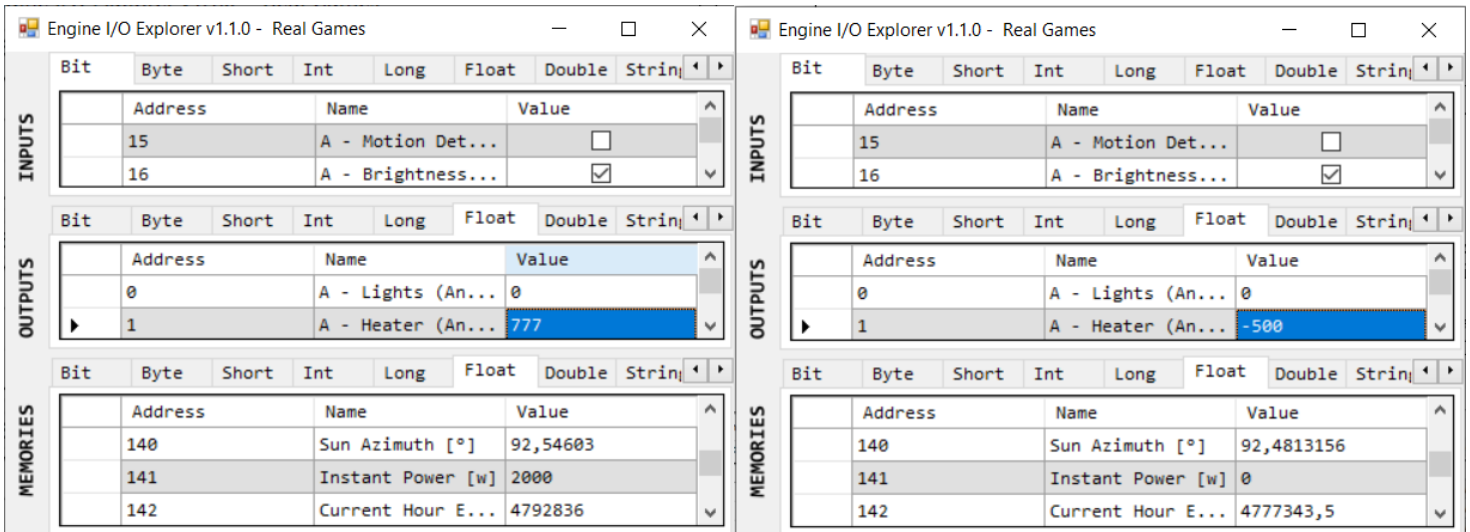 Engine I/O Explorer v1.1.0 - Real Games
INPUTS
Bit Byte Short Int Long Float Double String
Address Name Value
15 A - Motion Det...
16 A - Brightness...
OUTPUTS
Bit Byte Short Int Long Float Double String
Address Name Value
0 A - Lights (An... 0
1 A - Heater (An... 777
MEMORIES
Bit Byte Short Int Long Float Double String
Address Name Value
140 Sun Azimuth [°] 92,54603
141 Instant Power [w] 2000
142 Current Hour E... 4792836
Engine I/O Explorer v1.1.0 - Real Games
INPUTS
Bit Byte Short Int Long Float Double String
Address Name Value
15 A - Motion Det...
16 A - Brightness...
OUTPUTS
Bit Byte Short Int Long Float Double String
Address Name Value
0 A - Lights (An... 0
1 A - Heater (An... -500
MEMORIES
Bit Byte Short Int Long Float Double String
Address Name Value
140 Sun Azimuth [°] 92,4813156
141 Instant Power [w] 0
142 Current Hour E... 4777343,5